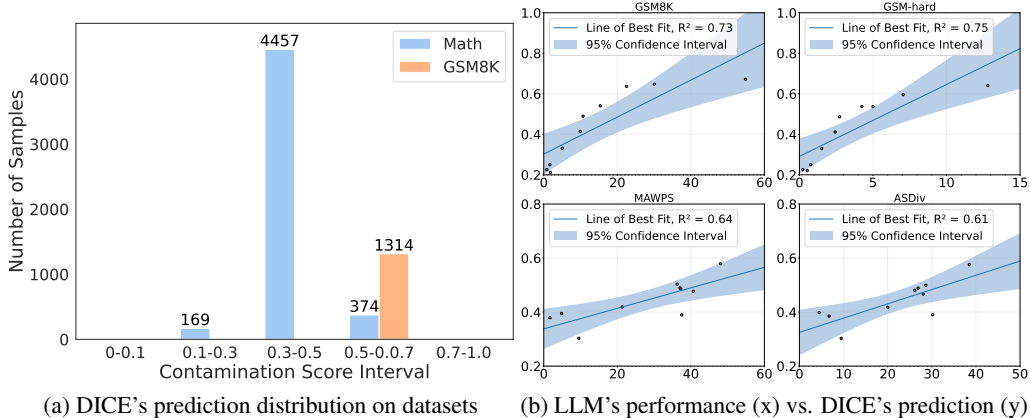 Number of Samples
4000
3000
2000
1000
0
169
4457
374
1314
Math
GSM8K
0-0.1 0.1-0.3 0.3-0.5 0.5-0.7 0.7-1.0
Contamination Score Interval
(a) DICE's prediction distribution on datasets
GSM8K
Line of Best Fit, R² = 0.73
95% Confidence Interval
1.0
0.8
0.6
0.4
0.2
0 20 40 60
GSM-hard
Line of Best Fit, R² = 0.75
95% Confidence Interval
1.0
0.8
0.6
0.4
0.2
0 5 10 15
MAWPS
Line of Best Fit, R² = 0.64
95% Confidence Interval
0.8
0.6
0.4
0.2
0 20 40 60
ASDiv
Line of Best Fit, R² = 0.61
95% Confidence Interval
0.8
0.6
0.4
0.2
0 10 20 30 40 50
(b) LLM's performance (x) vs. DICE's prediction (y)